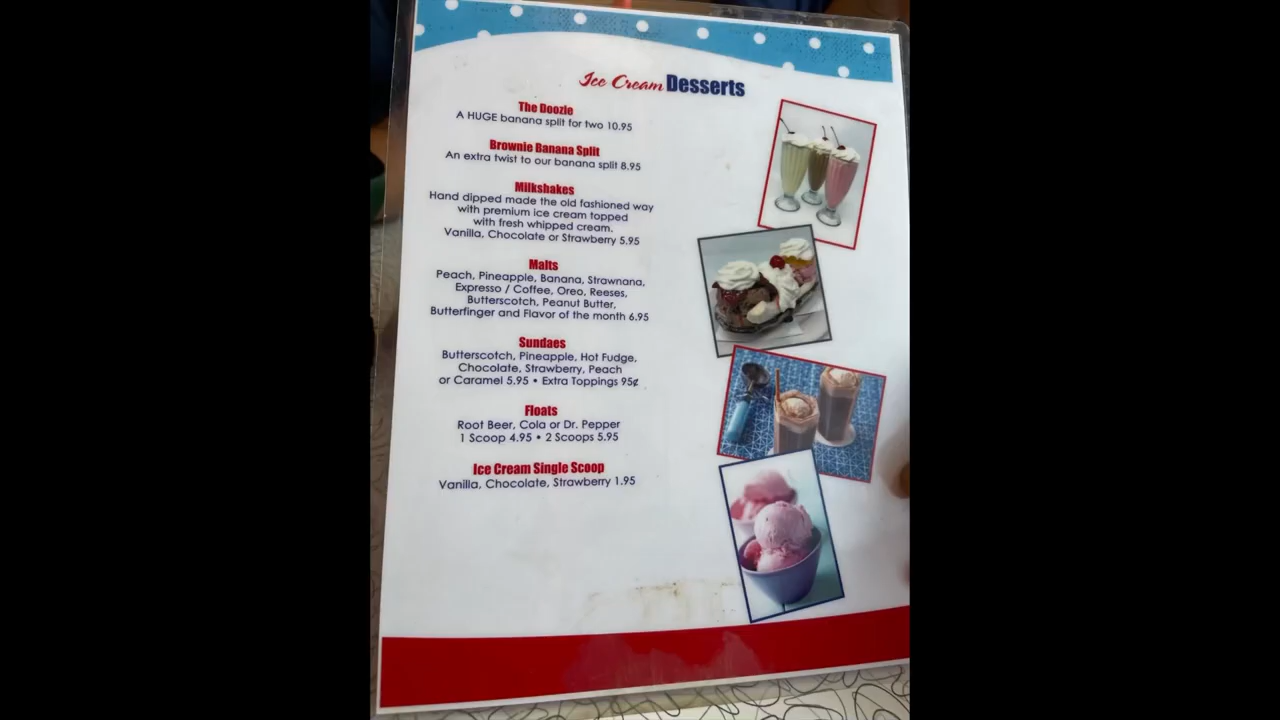 Ice Cream Desserts
The Doozie
A HUGE banana split for two 10.95
Brownie Banana Split
An extra twist to our banana split 8.95
Milkshakes
Hand dipped made the old fashioned way
with premium ice cream topped
with fresh whipped cream.
Vanilla, Chocolate or Strawberry 5.95
Malts
Peach, Pineapple, Banana, Strawnana,
Expresso / Coffee, Oreo, Reeses,
Butterscotch, Peanut Butter,
Butterfinger and Flavor of the month 6.95
Sundaes
Butterscotch, Pineapple, Hot Fudge,
Chocolate, Strawberry, Peach
or Caramel 5.95 • Extra Toppings 95¢
Floats
Root Beer, Cola or Dr. Pepper
1 Scoop 4.95 • 2 Scoops 5.95
Ice Cream Single Scoop
Vanilla, Chocolate, Strawberry 1.95